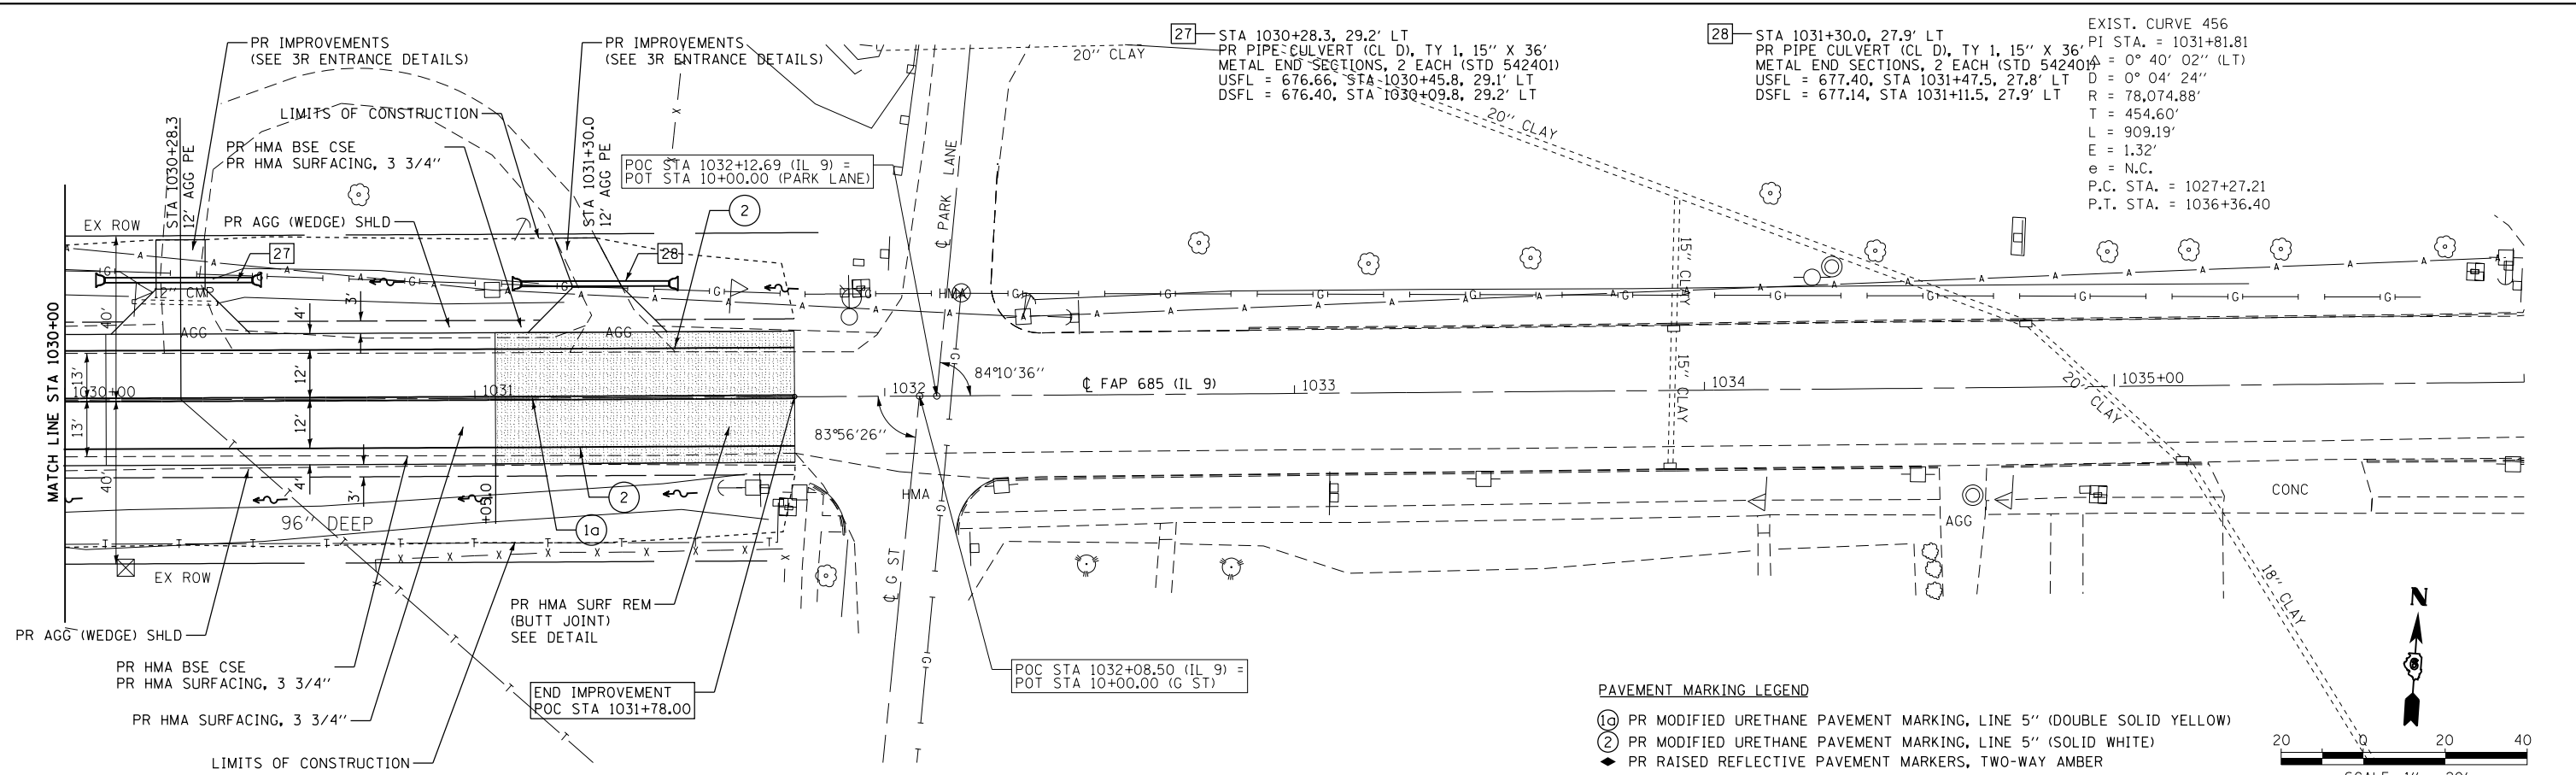 PR IMPROVEMENTS
(SEE 3R ENTRANCE DETAILS)
PR IMPROVEMENTS
(SEE 3R ENTRANCE DETAILS)
LIMITS OF CONSTRUCTION
PR HMA BSE CSE
PR HMA SURFACING, 3 3/4"
PR AGG (WEDGE) SHLD
EX ROW
STA 1030+28.3
12' AGG PE
STA 1031+30.0
12' AGG PE
POC STA 1032+12.69 (IL 9) =
POT STA 10+00.00 (PARK LANE)
27
STA 1030+28.3, 29.2' LT
PR PIPE CULVERT (CL D), TY 1, 15" X 36'
METAL END SECTIONS, 2 EACH (STD 542401)
USFL = 676.66, STA 1030+45.8, 29.1' LT
DSFL = 676.40, STA 1030+09.8, 29.2' LT
28
STA 1031+30.0, 27.9' LT
PR PIPE CULVERT (CL D), TY 1, 15" X 36'
METAL END SECTIONS, 2 EACH (STD 542401)
USFL = 677.40, STA 1031+47.5, 27.8' LT
DSFL = 677.14, STA 1031+11.5, 27.9' LT
EXIST. CURVE 456
PI STA. = 1031+81.81
Δ = 0° 40' 02" (LT)
D = 0° 04' 24"
R = 78,074.88'
T = 454.60'
L = 909.19'
E = 1.32'
e = N.C.
P.C. STA. = 1027+27.21
P.T. STA. = 1036+36.40
20" CLAY
20" CLAY
℄ PARK LANE
2
27
28
12" CMP
AGG
AGG
HMA
15" CLAY
15" CLAY
20" CLAY
MATCH LINE STA 1030+00
40'
40'
13'
13'
12'
12'
4'
3'
4'
3'
1030+00
1031
1032
1033
1034
1035+00
℄ FAP 685 (IL 9)
84°10'36"
83°56'26"
+05.0
96" DEEP
2
1a
HMA
℄ G ST
AGG
CONC
18" CLAY
EX ROW
PR AGG (WEDGE) SHLD
PR HMA BSE CSE
PR HMA SURFACING, 3 3/4"
PR HMA SURFACING, 3 3/4"
LIMITS OF CONSTRUCTION
PR HMA SURF REM
(BUTT JOINT)
SEE DETAIL
END IMPROVEMENT
POC STA 1031+78.00
POC STA 1032+08.50 (IL 9) =
POT STA 10+00.00 (G ST)
PAVEMENT MARKING LEGEND
1a PR MODIFIED URETHANE PAVEMENT MARKING, LINE 5" (DOUBLE SOLID YELLOW)
2 PR MODIFIED URETHANE PAVEMENT MARKING, LINE 5" (SOLID WHITE)
PR RAISED REFLECTIVE PAVEMENT MARKERS, TWO-WAY AMBER
N
20 0 20 40